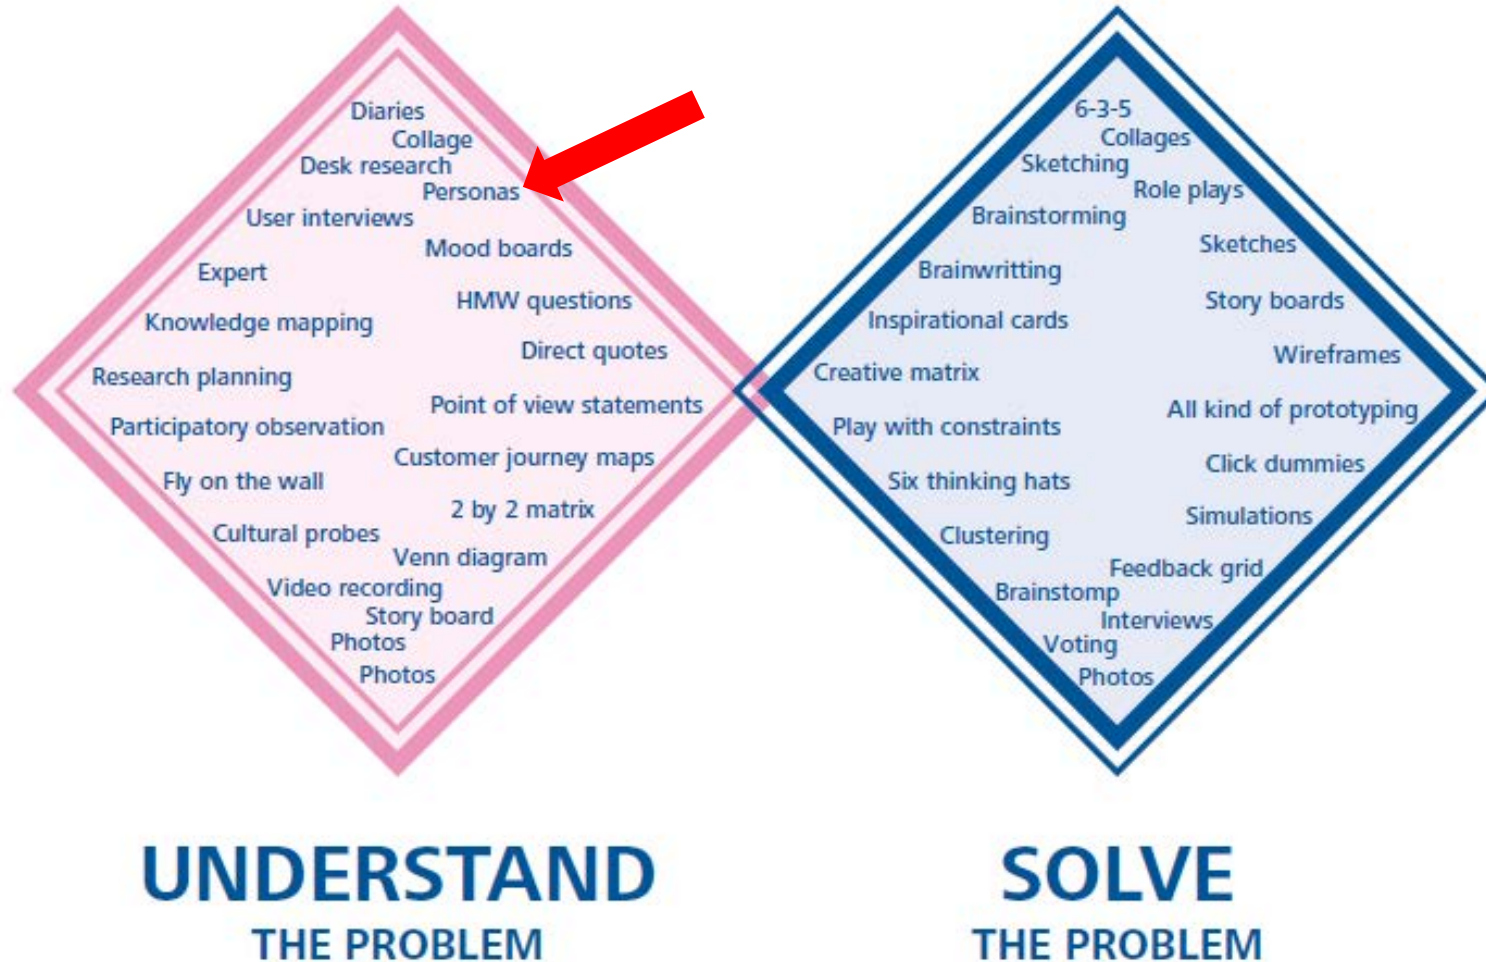 Diaries
Collage
Desk research
Personas
User interviews
Mood boards
Expert
HMW questions
Knowledge mapping
Direct quotes
Research planning
Point of view statements
Participatory observation
Customer journey maps
Fly on the wall
2 by 2 matrix
Cultural probes
Venn diagram
Video recording
Story board
Photos
Photos
UNDERSTAND
THE PROBLEM
6-3-5
Collages
Sketching
Role plays
Brainstorming
Sketches
Brainwritting
Story boards
Inspirational cards
Wireframes
Creative matrix
All kind of prototyping
Play with constraints
Click dummies
Six thinking hats
Simulations
Clustering
Feedback grid
Brainstomp
Interviews
Voting
Photos
SOLVE
THE PROBLEM